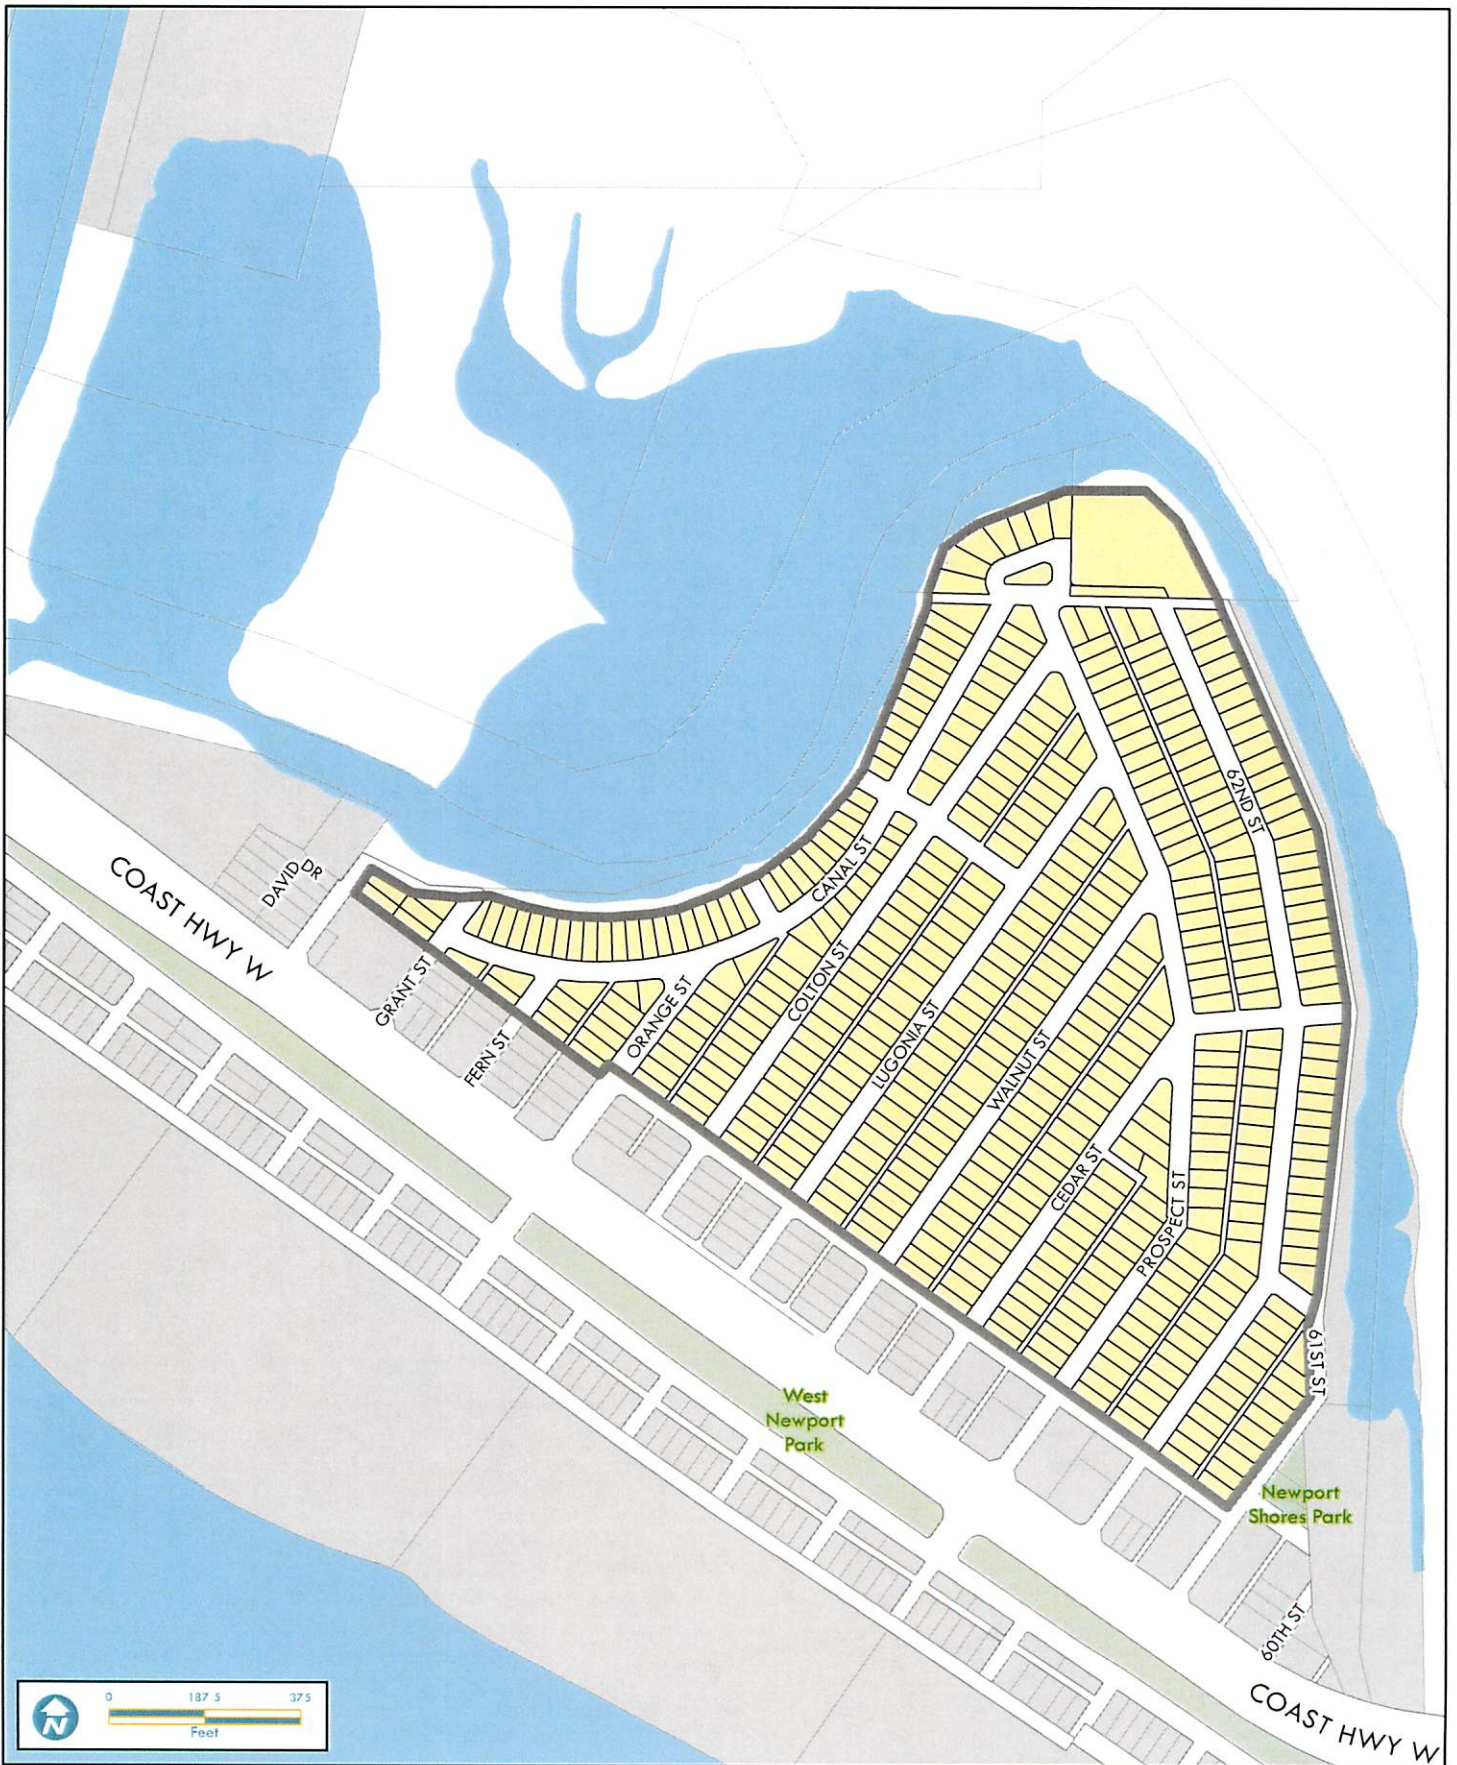 62ND ST
CANAL ST
DAVID DR
COAST HWY W
COLTON ST
GRANT ST
ORANGE ST
FERN ST
LUGONIA ST
WALNUT ST
CEDAR ST
PROSPECT ST
61ST ST
West
Newport
Park
Newport
Shores Park
60TH ST
COAST HWY W
N
0 187.5 375
Feet